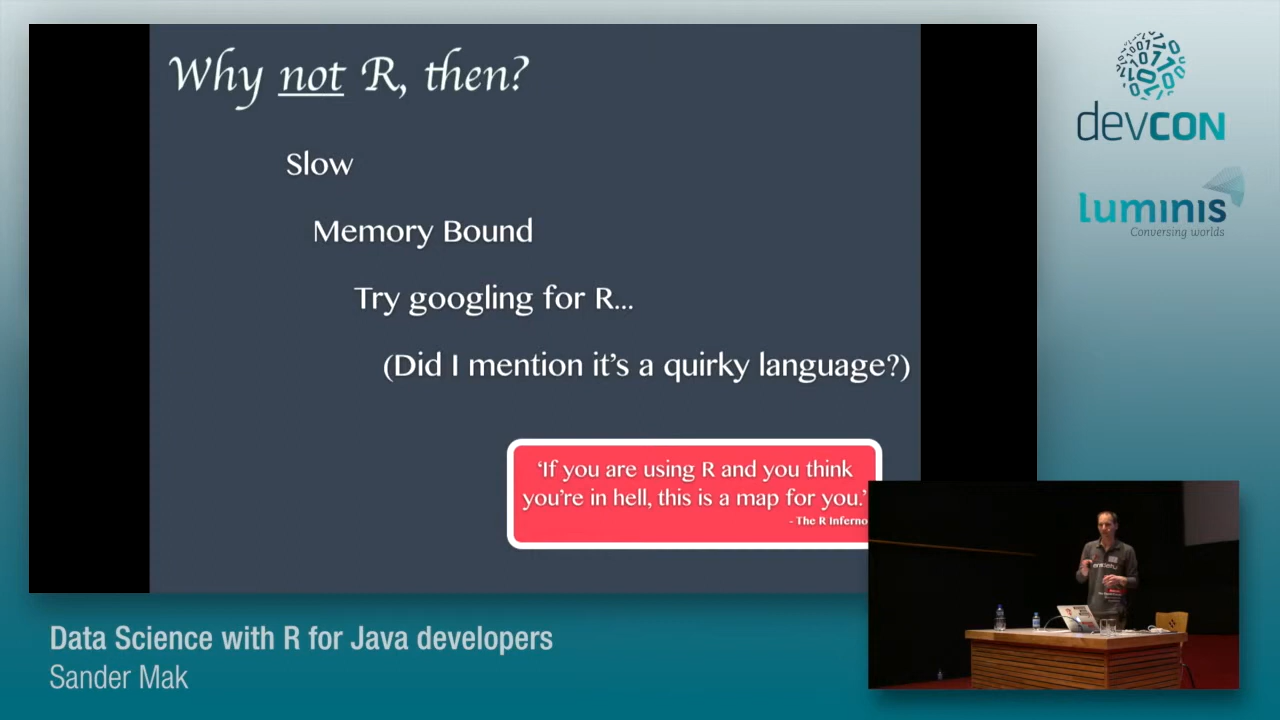 Why not R, then?
Slow
Memory Bound
Try googling for R...
(Did I mention it's a quirky language?)
'If you are using R and you think
you're in hell, this is a map for you.'
- The R Inferno
devcon
luminis
Conversing worlds
Data Science with R for Java developers
Sander Mak